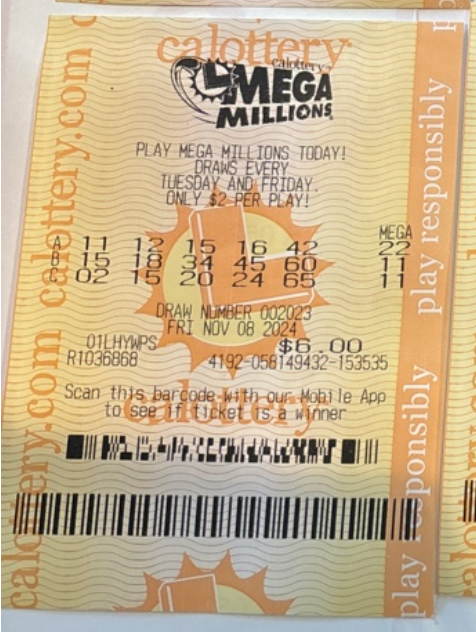 calottery
calottery
MEGA
MILLIONS
PLAY MEGA MILLIONS TODAY!
DRAWS EVERY
TUESDAY AND FRIDAY.
ONLY $2 PER PLAY!
MEGA
A 11 12 15 16 42 22
B 15 18 34 45 60 11
C 02 15 20 24 65 11
DRAW NUMBER 002023
FRI NOV 08 2024
01LHYWPS $6.00
R1036868 4192-058149432-153535
Scan this barcode with our Mobile App
to see if ticket is a winner
calottery
calottery.com calottery.com
play responsibly
play responsibly